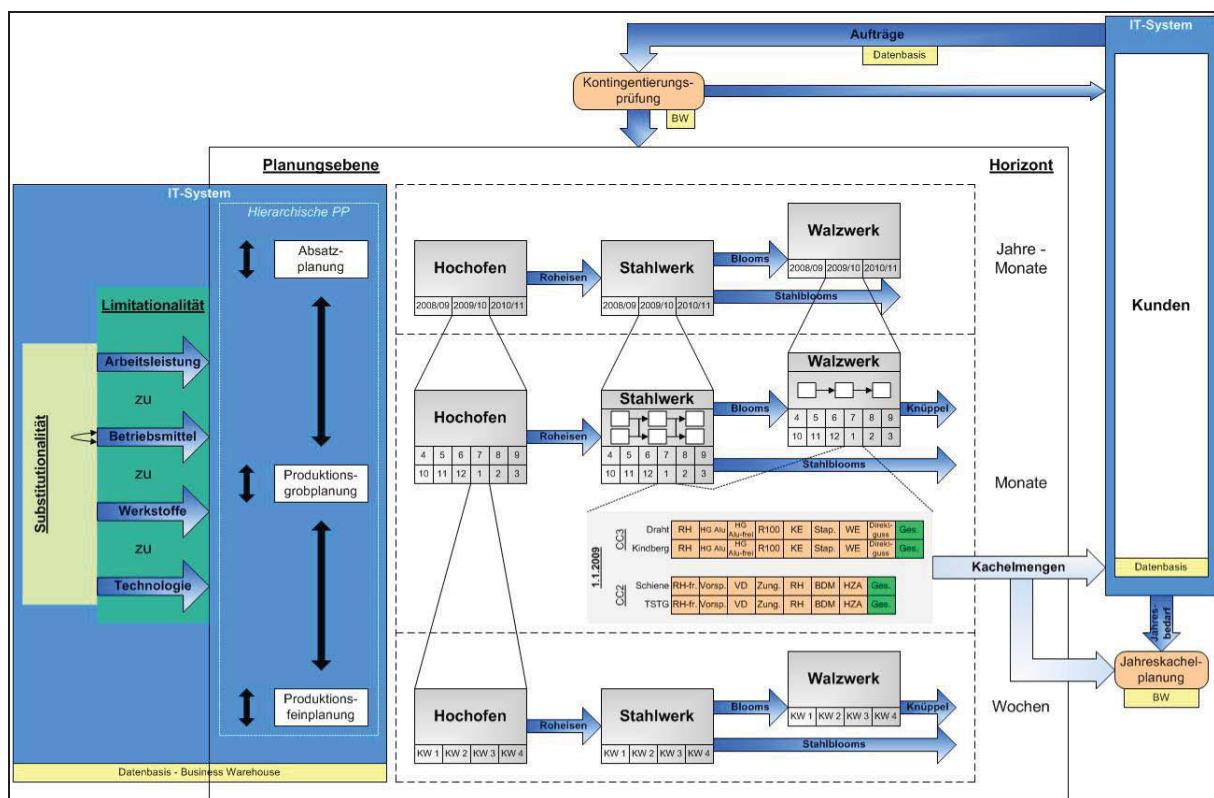 IT-System
Aufträge
Datenbasis
Kontingentierungs-
prüfung
BW
Planungsebene
Horizont
IT-System
Hierarchische PP
Absatz-
planung
Limitationalität
Substitutionalität
Arbeitsleistung
zu
Betriebsmittel
zu
Werkstoffe
zu
Technologie
Produktions-
grobplanung
Produktions-
feinplanung
Datenbasis - Business Warehouse
Hochofen
2008/09 2009/10 2010/11
Roheisen
Stahlwerk
2008/09 2009/10 2010/11
Blooms
Walzwerk
2008/09 2009/10 2010/11
Stahlblooms
Jahre -
Monate
Hochofen
4 5 6 7 8 9
10 11 12 1 2 3
Roheisen
Stahlwerk
4 5 6 7 8 9
10 11 12 1 2 3
Blooms
Walzwerk
4 5 6 7 8 9
10 11 12 1 2 3
Knüppel
Stahlblooms
Monate
1.1.2009
CC3
Draht RH HG Alu HG Alu-frei R100 KE Stap. WE Direkt-guss Ges.
Kindberg RH HG Alu HG Alu-frei R100 KE Stap. WE Direkt-guss Ges.
CC2
Schiene RH-fr. Vorsp. VD Zung. RH BDM HZA Ges.
TSTG RH-fr. Vorsp. VD Zung. RH BDM HZA Ges.
Kachelmengen
Hochofen
KW 1 KW 2 KW 3 KW 4
Roheisen
Stahlwerk
KW 1 KW 2 KW 3 KW 4
Blooms
Walzwerk
KW 1 KW 2 KW 3 KW 4
Knüppel
Stahlblooms
Wochen
Kunden
Datenbasis
Jahres-
bedarf
Jahreskachel-
planung
BW